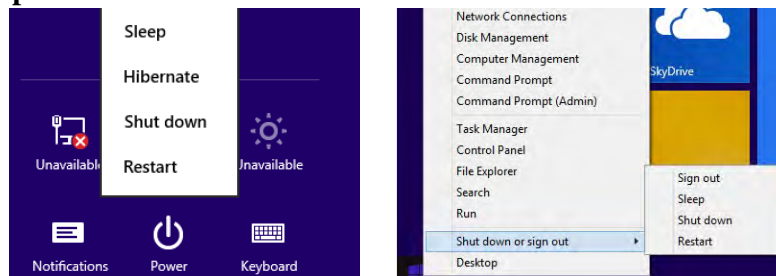 Sleep
Hibernate
Shut down
Restart
Unavailabl
Unavailable
Notifications
Power
Keyboard
Network Connections
Disk Management
Computer Management
Command Prompt
Command Prompt (Admin)
Task Manager
Control Panel
File Explorer
Search
Run
Shut down or sign out
Desktop
SkyDrive
Sign out
Sleep
Shut down
Restart